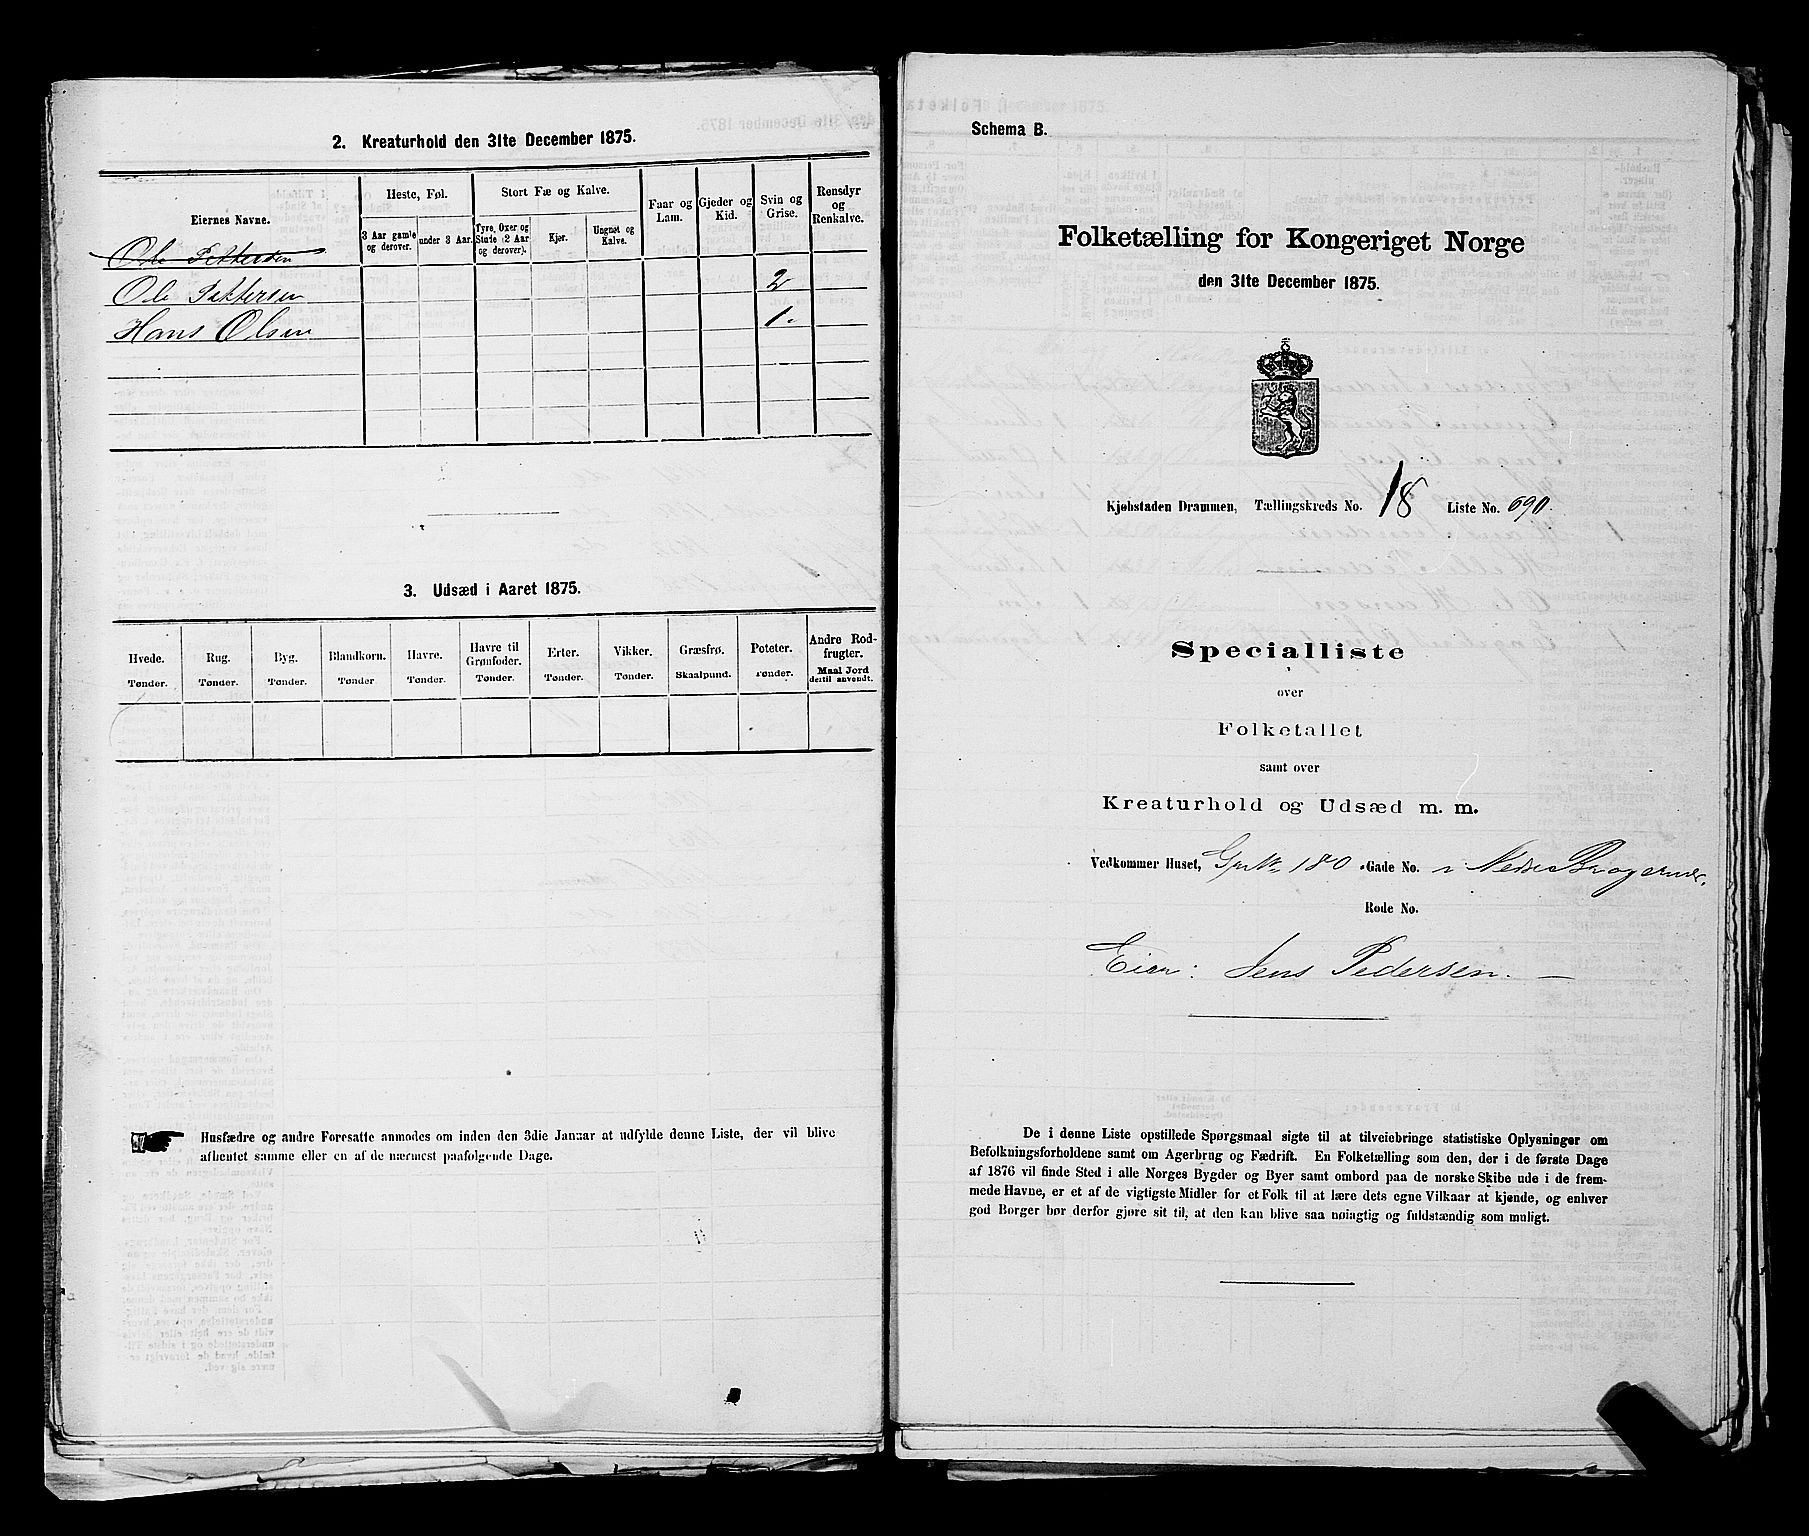 2. Kreaturhold den 31te December 1875.
Eiernes Navne.
Heste, Føl.
Stort Fæ og Kalve.
Faar og Lam.
Gjeder og Kid.
Svin og Grise.
Rensdyr og Renkalve.
3 Aar gamle og derover.
under 3 Aar.
Tyre, Oxer og Stude (2 Aar og derover).
Kjør.
Ungnøt og Kalve.
Ole Pettersen
Ole Pettersen 2
Hans Olsen 1.
3. Udsæd i Aaret 1875.
Hvede. Rug. Byg. Blandkorn. Havre. Havre til Grønfoder. Erter. Vikker. Græsfrø. Poteter. Andre Rodfrugter.
Tønder. Tønder. Tønder. Tønder Tønder. Tønder. Tønder. Tønder. Skaalpund. Tønder. Maal Jord dertil anvendt.
Husfædre og andre Foresatte anmodes om inden den 3die Januar at udfylde denne Liste, der vil blive
afhentet samme eller en af de nærmest paafølgende Dage.
Schema B.
Folketælling for Kongeriget Norge
den 31te December 1875.
Kjøbstaden Drammen, Tællingskreds No. 18 Liste No. 690.
Specialliste
over
Folketallet
samt over
Kreaturhold og Udsæd m. m.
Vedkommer Huset, 180 Gade No. Nedre Bragernes.
Rode No.
Eier: Jens Pedersen.
De i denne Liste opstillede Spørgsmaal sigte til at tilveiebringe statistiske Oplysninger om
Befolkningsforholdene samt om Agerbrug og Fædrift. En Folketælling som den, der i de første Dage
af 1876 vil finde Sted i alle Norges Bygder og Byer samt ombord paa de norske Skibe ude i de frem-
mede Havne, er et af de vigtigste Midler for et Folk til at lære dets egne Vilkaar at kjende, og enhver
god Borger bør derfor gjøre sit til, at den kan blive saa nøiagtig og fuldstændig som muligt.